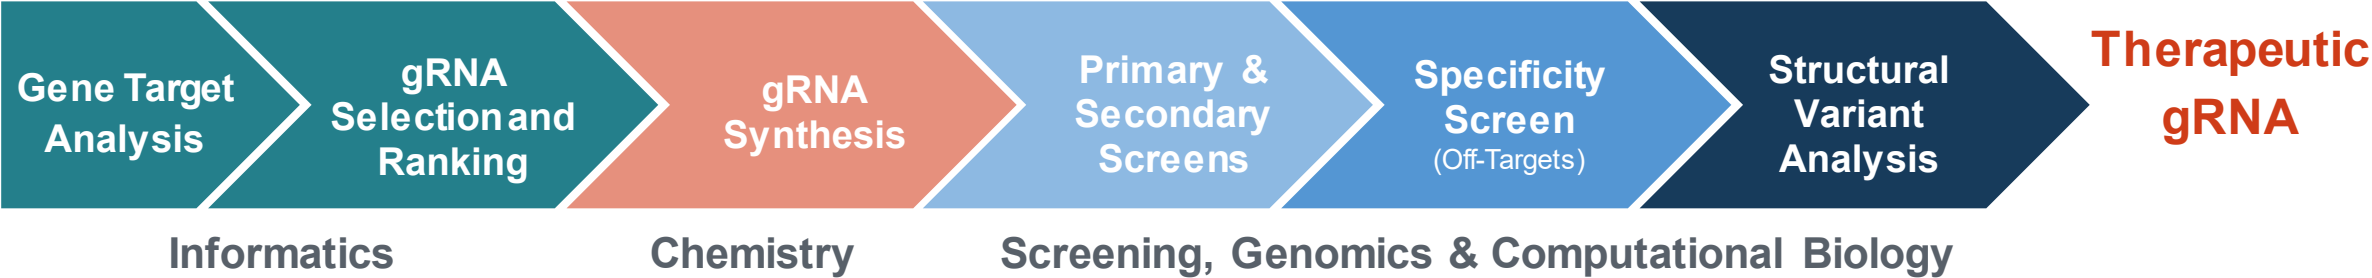 Gene Target
Analysis
gRNA
Selection and
Ranking
gRNA
Synthesis
Primary &
Secondary
Screens
Specificity
Screen
(Off-Targets)
Structural
Variant
Analysis
Therapeutic
gRNA
Informatics
Chemistry
Screening, Genomics & Computational Biology